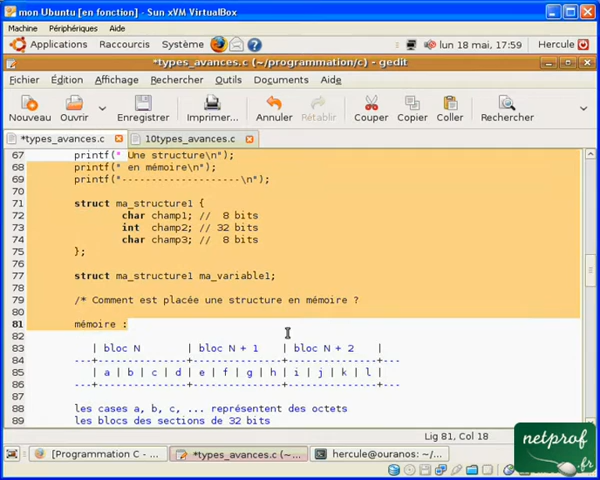 mon Ubuntu [en fonction] - Sun xVM VirtualBox
Machine Périphériques ?
Applications Raccourcis Système ? lun 18 mai, 17:59 Hercule
*types_avances.c (~/programmation/c) - gedit
Fichier Édition Affichage Rechercher Outils Documents Aide
Nouveau Ouvrir Enregistrer Imprimer... Annuler Rétablir Couper Copier Coller Rechercher
*types_avances.c 10types_avances.c
67 printf(" Une structure\n");
68 printf(" en mémoire\n");
69 printf("--------------------\n");
70
71 struct ma_structure1 {
72 char champ1; // 8 bits
73 int champ2; // 32 bits
74 char champ3; // 8 bits
75 };
76
77 struct ma_structure1 ma_variable1;
78
79 /* Comment est placée une structure en mémoire ?
80
81 mémoire :
82
83 | bloc N | bloc N + 1 | bloc N + 2 |
84 ---+---------------+---------------+---------------+---
85 | a | b | c | d | e | f | g | h | i | j | k | l |
86 ---+---------------+---------------+---------------+---
87
88 les cases a, b, c, ... représentent des octets
89 les blocs des sections de 32 bits
Lig 81, Col 18
[Programmation C - ... *types_avances.c (~... hercule@ouranos: ~/...
netprof
.fr